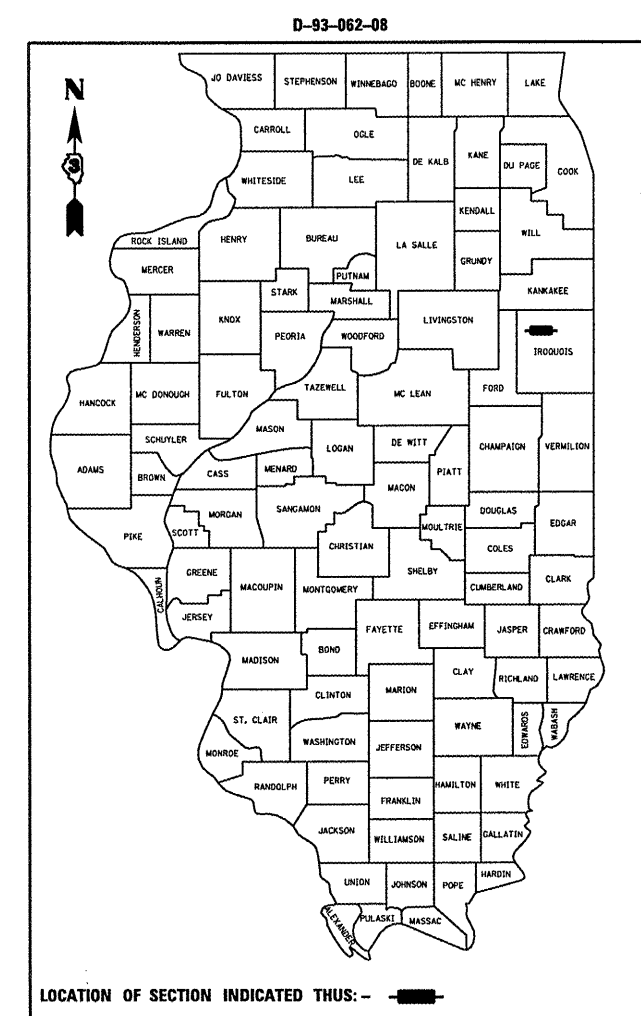 D-93-062-08
JO DAVIESS STEPHENSON WINNEBAGO BOONE MC HENRY LAKE
N
CARROLL OGLE
DE KALB KANE DU PAGE COOK
3
WHITESIDE LEE
KENDALL
ROCK ISLAND HENRY BUREAU LA SALLE WILL
GRUNDY
MERCER PUTNAM
STARK MARSHALL KANKAKEE
HENDERSON WARREN KNOX PEORIA WOODFORD LIVINGSTON
IROQUOIS
HANCOCK MC DONOUGH FULTON TAZEWELL MC LEAN FORD
MASON
SCHUYLER LOGAN DE WITT CHAMPAIGN VERMILION
ADAMS BROWN CASS MENARD PIATT
MACON
MORGAN SANGAMON DOUGLAS
PIKE SCOTT MOULTRIE EDGAR
CHRISTIAN COLES
GREENE SHELBY
CALHOUN MACOUPIN MONTGOMERY CUMBERLAND CLARK
JERSEY
FAYETTE EFFINGHAM JASPER CRAWFORD
MADISON BOND
CLAY RICHLAND LAWRENCE
CLINTON MARION
ST. CLAIR WAYNE EDWARDS WABASH
WASHINGTON JEFFERSON
MONROE
RANDOLPH PERRY HAMILTON WHITE
FRANKLIN
JACKSON WILLIAMSON SALINE GALLATIN
UNION JOHNSON POPE HARDIN
ALEXANDER PULASKI MASSAC
LOCATION OF SECTION INDICATED THUS: -